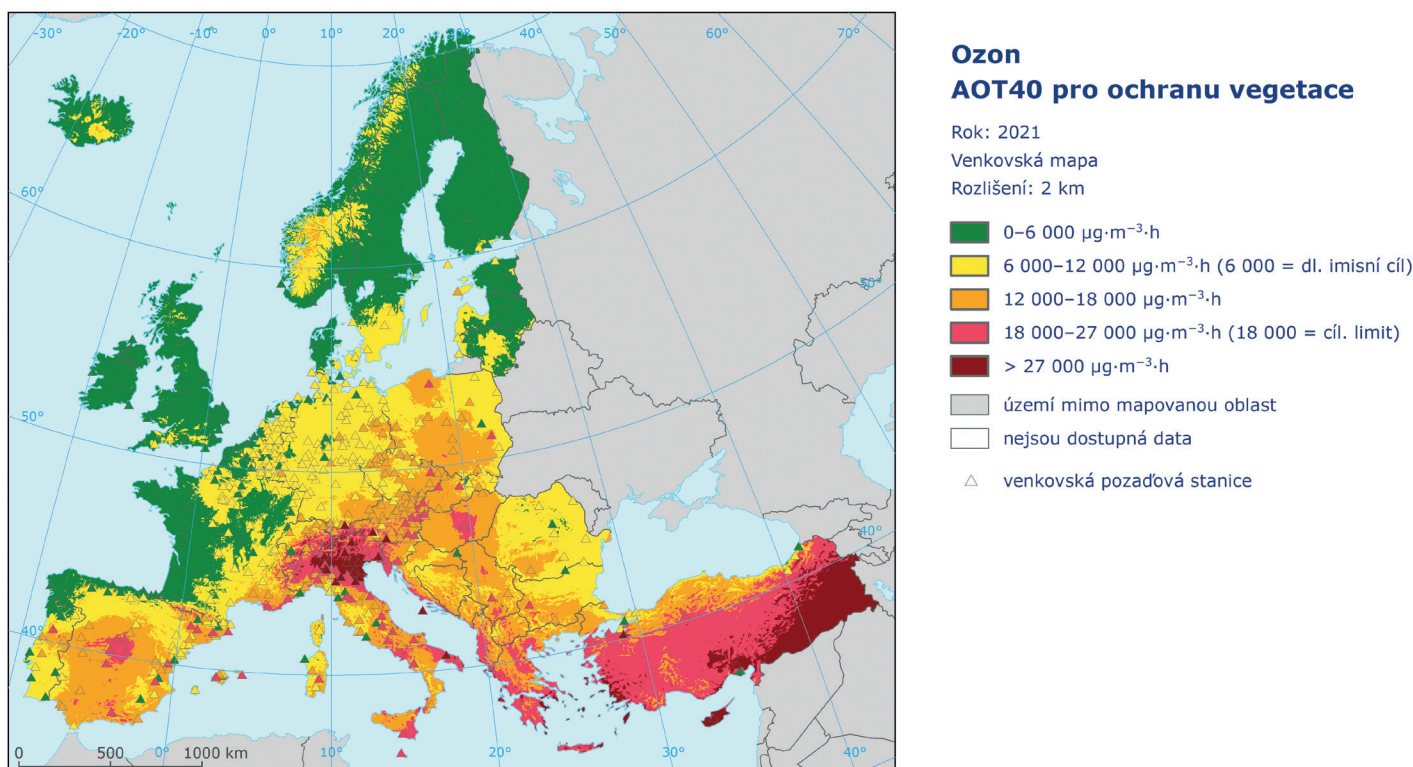 -30°
-20°
-10°
0°
10°
20°
30°
40°
50°
60°
70°
60°
50°
50°
40°
40°
0 500 1000 km
0°
10°
20°
30°
40°
Ozon
AOT40 pro ochranu vegetace
Rok: 2021
Venkovská mapa
Rozlišení: 2 km
0–6 000 µg·m⁻³·h
6 000–12 000 µg·m⁻³·h (6 000 = dl. imisní cíl)
12 000–18 000 µg·m⁻³·h
18 000–27 000 µg·m⁻³·h (18 000 = cíl. limit)
> 27 000 µg·m⁻³·h
území mimo mapovanou oblast
nejsou dostupná data
venkovská pozaďová stanice